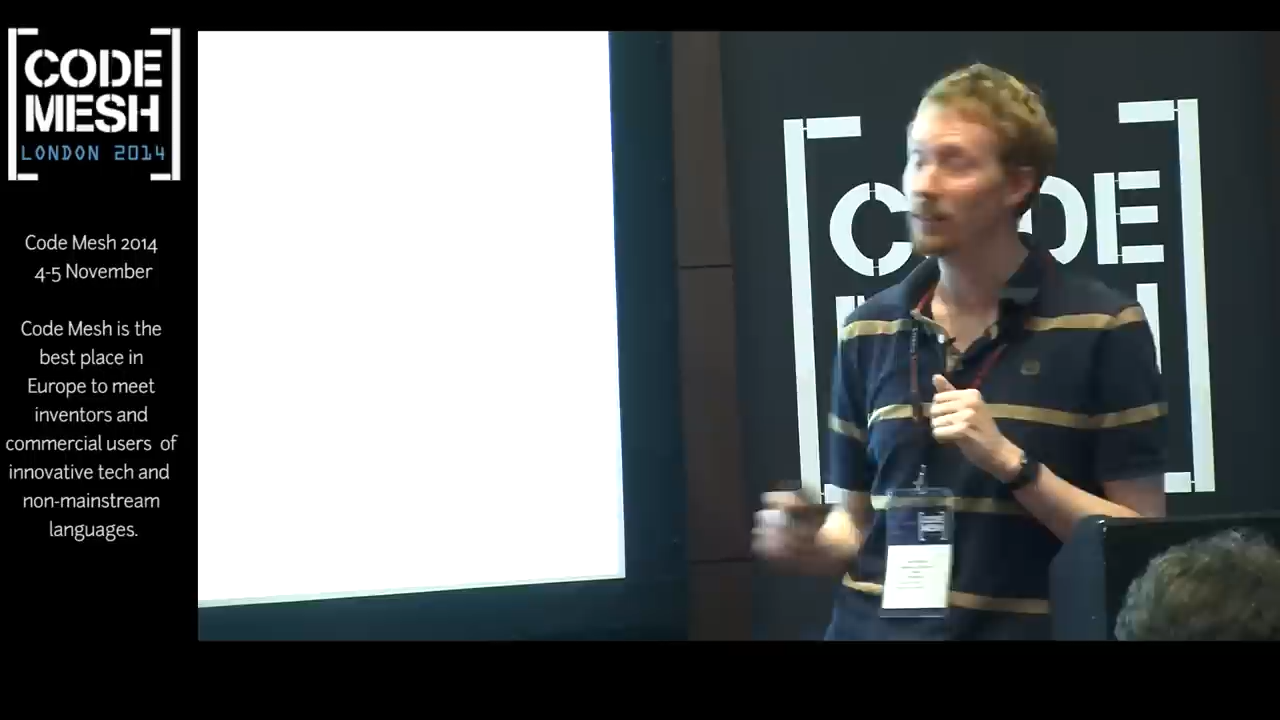 CODE
MESH
LONDON 2014
Code Mesh 2014
4-5 November
Code Mesh is the
best place in
Europe to meet
inventors and
commercial users of
innovative tech and
non-mainstream
languages.